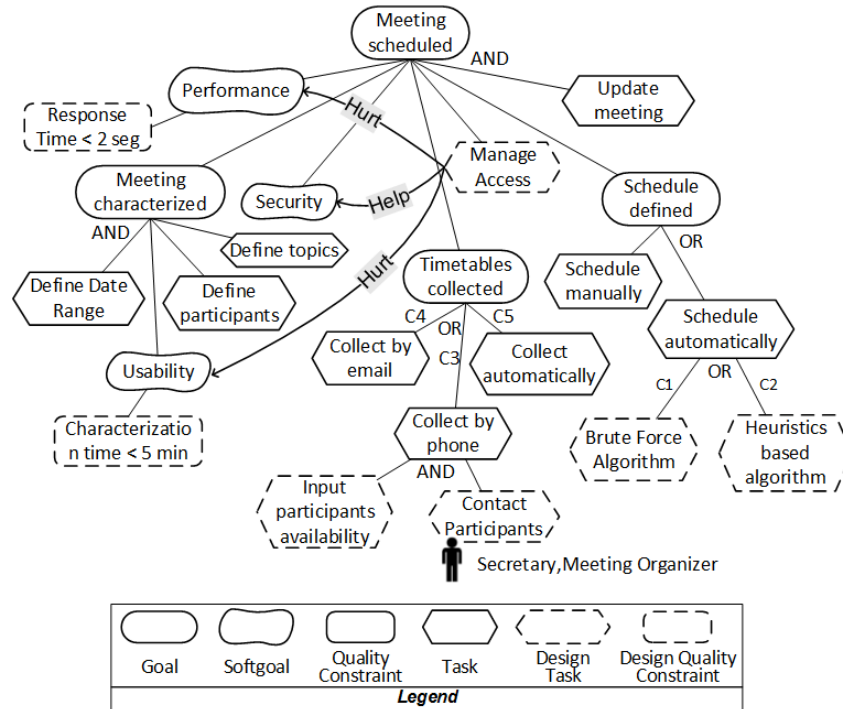 Meeting
scheduled
AND
Performance
Update
meeting
Response
Time < 2 seg
Hurt
Manage
Access
Meeting
characterized
Security
Help
Schedule
defined
AND
Define topics
OR
Hurt
Timetables
collected
Define Date
Range
Define
participants
Schedule
manually
C4
OR
C5
Schedule
automatically
Collect by
email
C3
Collect
automatically
Usability
C1
OR
C2
Characterizatio
n time < 5 min
Collect by
phone
Brute Force
Algorithm
Heuristics
based
algorithm
AND
Input
participants
availability
Contact
Participants
Secretary,Meeting Organizer
Goal
Softgoal
Quality
Constraint
Task
Design
Task
Design Quality
Constraint
Legend